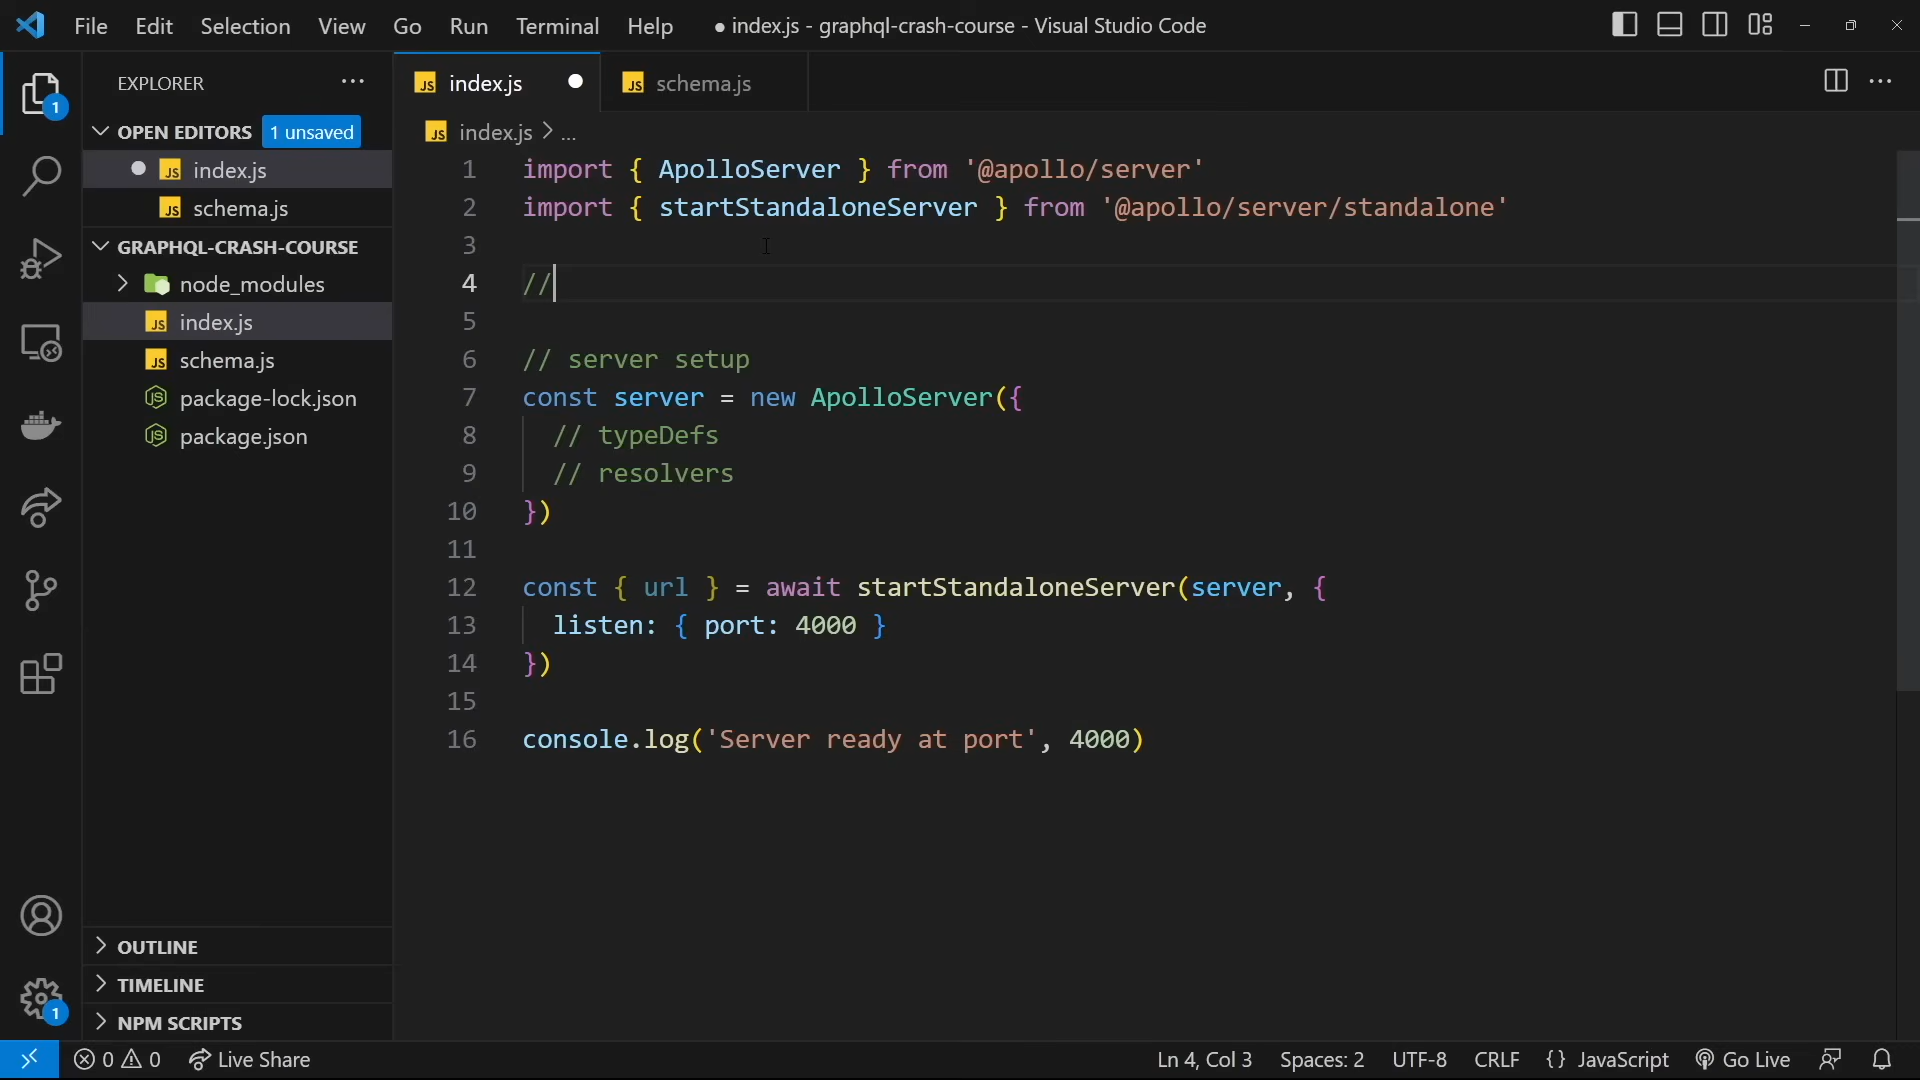 File Edit Selection View Go Run Terminal Help ● index.js - graphql-crash-course - Visual Studio Code
EXPLORER ···
JS index.js ●
JS schema.js
1
OPEN EDITORS 1 unsaved
● JS index.js
JS schema.js
GRAPHQL-CRASH-COURSE
node_modules
JS index.js
JS schema.js
JS package-lock.json
JS package.json
OUTLINE
TIMELINE
NPM SCRIPTS
1
JS index.js > ...
1 import { ApolloServer } from '@apollo/server'
2 import { startStandaloneServer } from '@apollo/server/standalone'
3
4 //
5
6 // server setup
7 const server = new ApolloServer({
8 // typeDefs
9 // resolvers
10 })
11
12 const { url } = await startStandaloneServer(server, {
13 listen: { port: 4000 }
14 })
15
16 console.log('Server ready at port', 4000)
0 0 Live Share Ln 4, Col 3 Spaces: 2 UTF-8 CRLF {} JavaScript Go Live